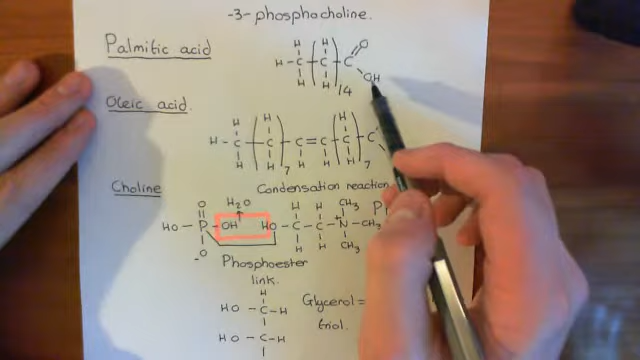 -3-phosphocholine.
Palmitic acid
H H O
H-C-(C)-C
H H OH
14
Oleic acid.
H H H
H-C-(C)-C=C-(C)-C
H H H H H
7 7
Choline Condensation reaction
O H2O H H CH3
HO-P-OH HO-C-C-N-CH3
-O H H CH3
+
Phosphoester
link.
H
HO-C-H Glycerol=
HO-C-H triol.